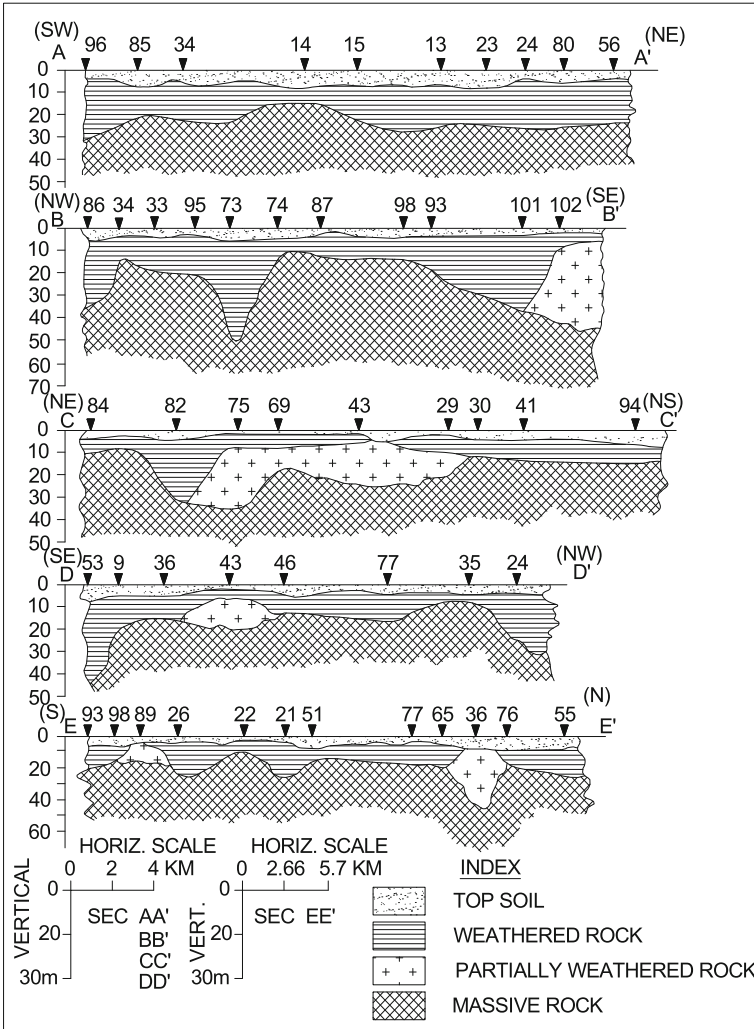 (SW) (NE)
A 96 85 34 14 15 13 23 24 80 56 A'
0
10
20
30
40
50
(NW) (SE)
B 86 34 33 95 73 74 87 98 93 101 102 B'
0
10
20
30
40
50
60
70
(NE) (NS)
C 84 82 75 69 43 29 30 41 94 C'
0
10
20
30
40
50
(SE) (NW)
D 53 9 36 43 46 77 35 24 D'
0
10
20
30
40
50
(S) (N)
E 93 98 89 26 22 21 51 77 65 36 76 55 E'
0
20
40
60
HORIZ. SCALE
0 2 4 KM
VERTICAL
0
20
30m
SEC AA'
BB'
CC'
DD'
HORIZ. SCALE
0 2.66 5.7 KM
VERT.
0
20
30m
SEC EE'
INDEX
TOP SOIL
WEATHERED ROCK
PARTIALLY WEATHERED ROCK
MASSIVE ROCK